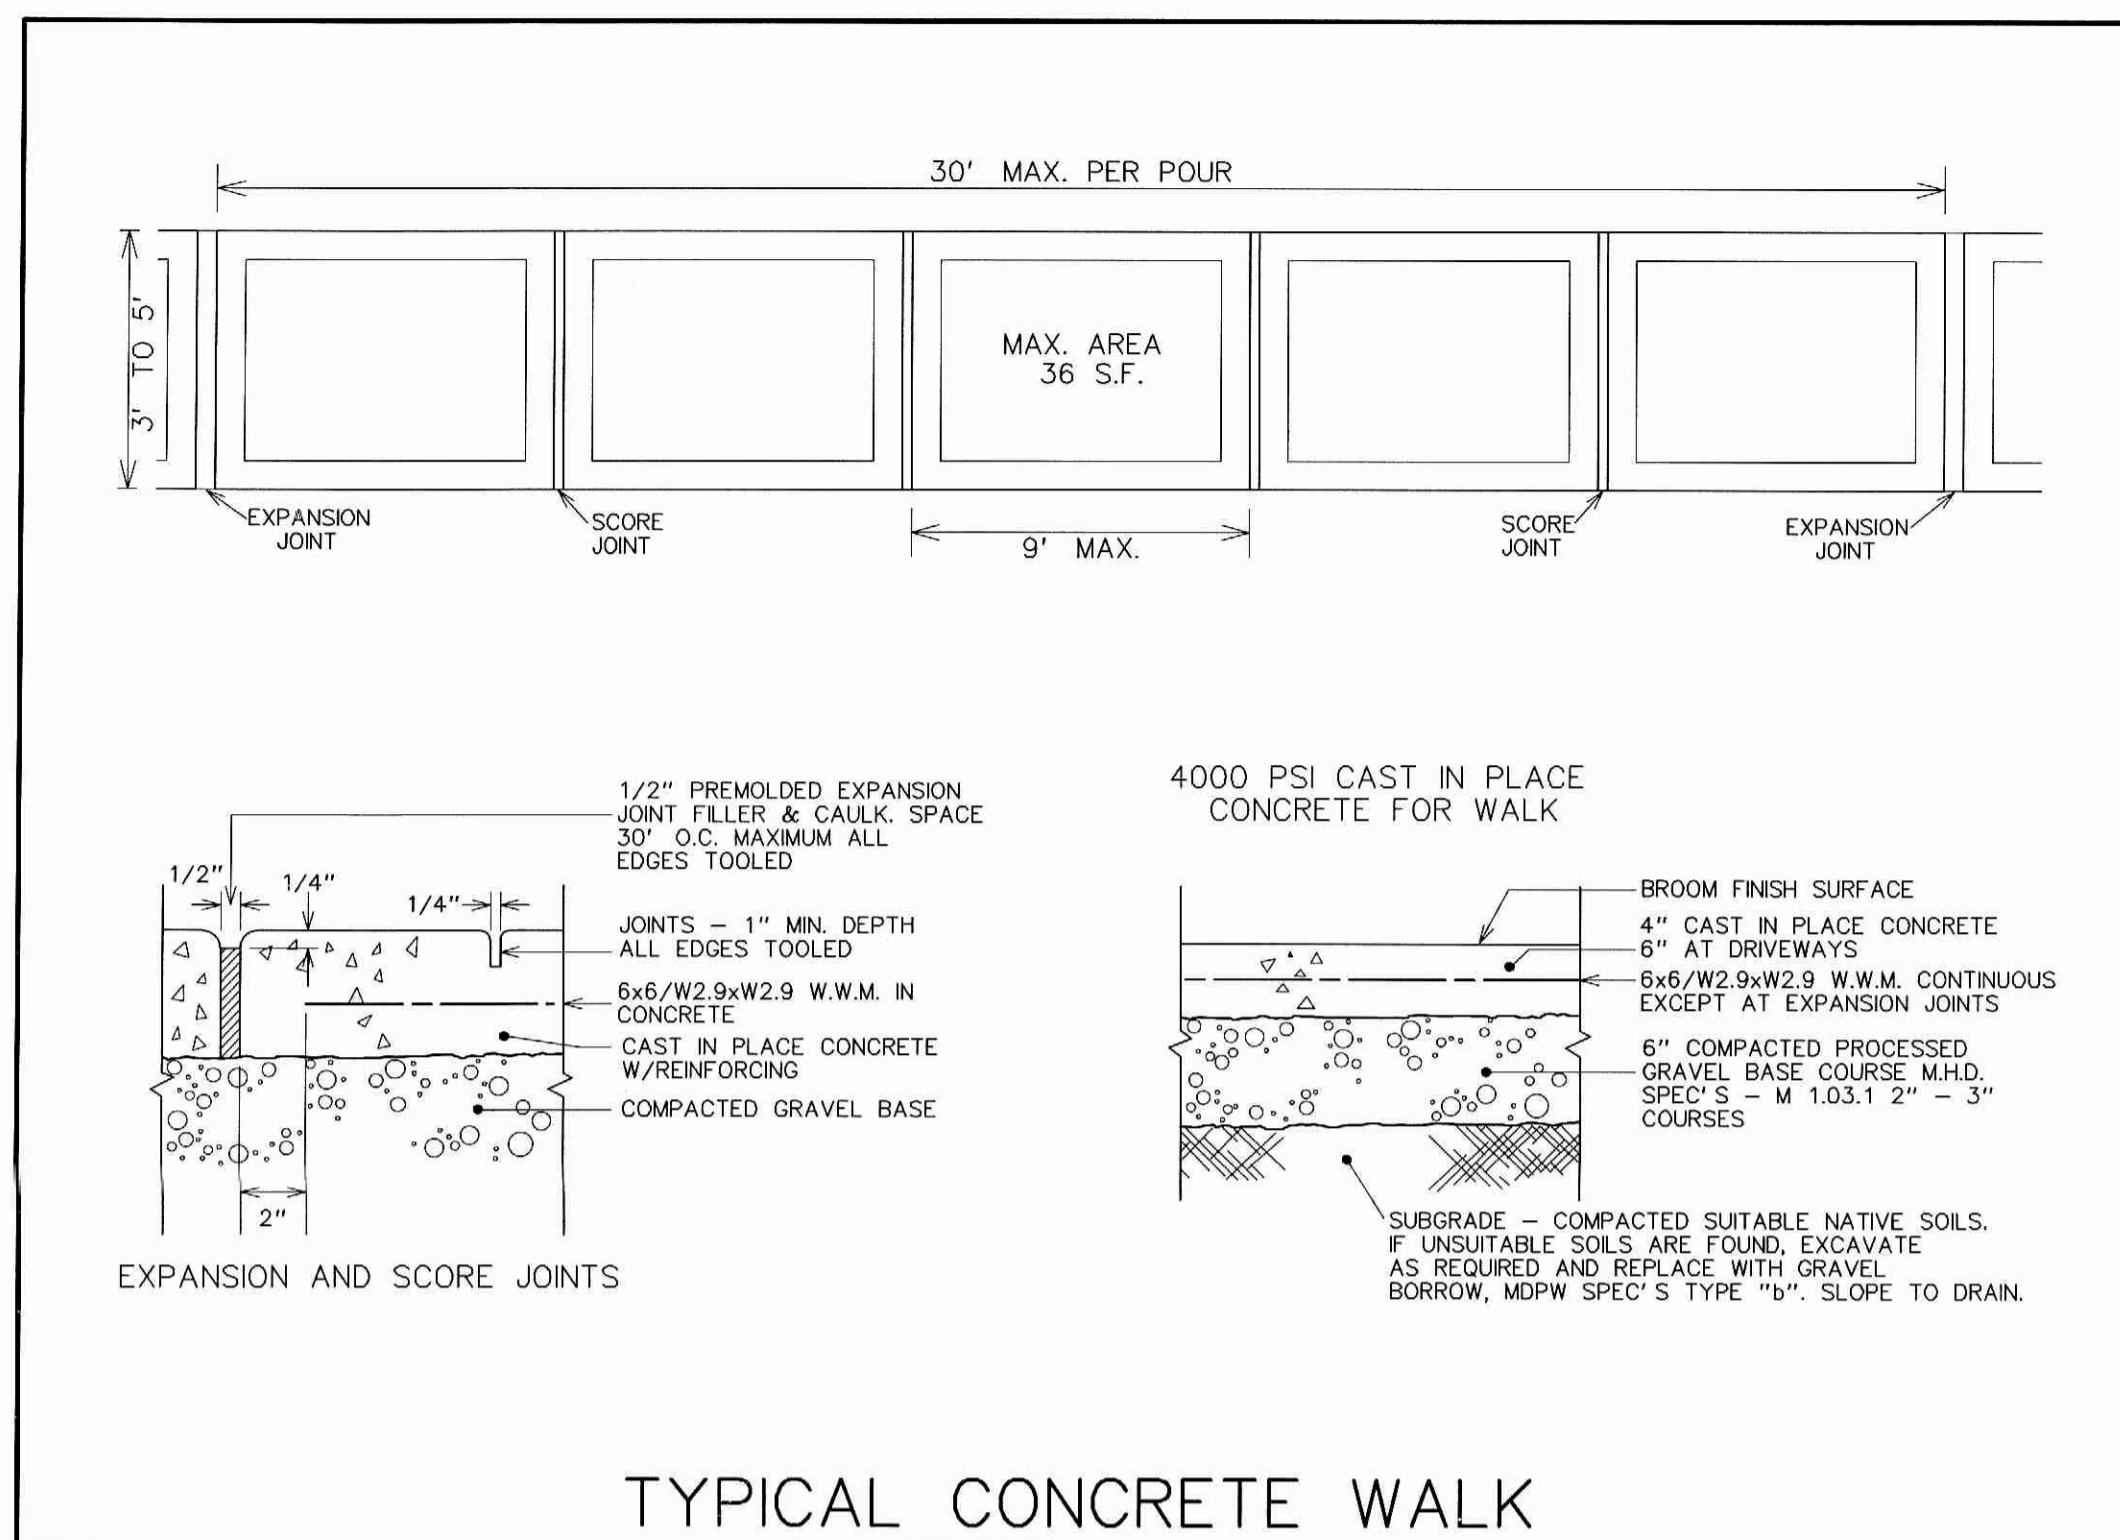 30' MAX. PER POUR
3' TO 5'
MAX. AREA
36 S.F.
EXPANSION
JOINT
SCORE
JOINT
9' MAX.
SCORE
JOINT
EXPANSION
JOINT
1/2" PREMOLDED EXPANSION
JOINT FILLER & CAULK. SPACE
30' O.C. MAXIMUM ALL
EDGES TOOLED
1/2"
1/4"
1/4"
JOINTS – 1" MIN. DEPTH
ALL EDGES TOOLED
6x6/W2.9xW2.9 W.W.M. IN
CONCRETE
CAST IN PLACE CONCRETE
W/REINFORCING
COMPACTED GRAVEL BASE
2"
EXPANSION AND SCORE JOINTS
4000 PSI CAST IN PLACE
CONCRETE FOR WALK
BROOM FINISH SURFACE
4" CAST IN PLACE CONCRETE
6" AT DRIVEWAYS
6x6/W2.9xW2.9 W.W.M. CONTINUOUS
EXCEPT AT EXPANSION JOINTS
6" COMPACTED PROCESSED
GRAVEL BASE COURSE M.H.D.
SPEC'S – M 1.03.1 2" – 3"
COURSES
SUBGRADE – COMPACTED SUITABLE NATIVE SOILS.
IF UNSUITABLE SOILS ARE FOUND, EXCAVATE
AS REQUIRED AND REPLACE WITH GRAVEL
BORROW, MDPW SPEC'S TYPE "b". SLOPE TO DRAIN.
TYPICAL CONCRETE WALK